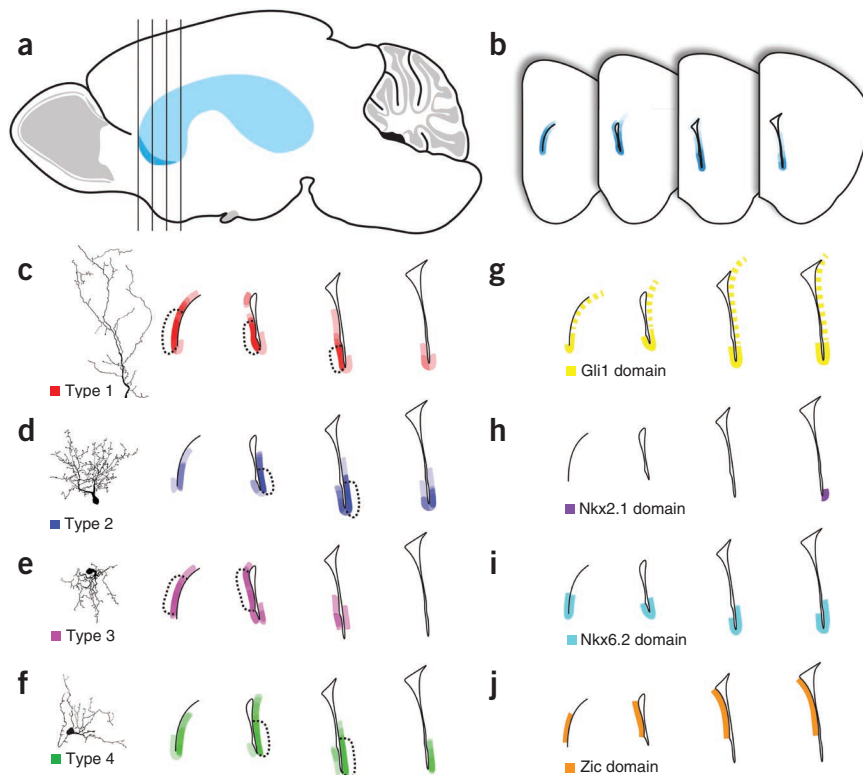 a
b
c
Type 1
g
Gli1 domain
d
Type 2
h
Nkx2.1 domain
e
Type 3
i
Nkx6.2 domain
f
Type 4
j
Zic domain